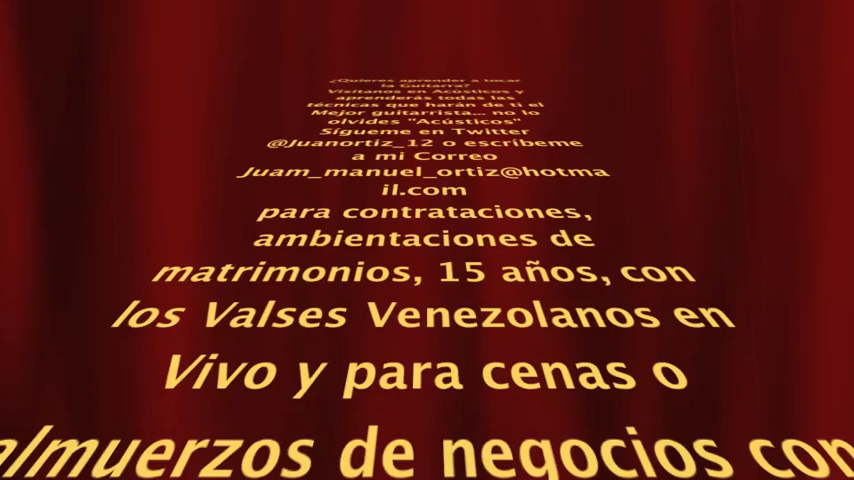 ¿Quieres aprender a tocar
la Guitarra?
Visítanos en Acústicos y
aprenderás todas las
técnicas que harán de ti el
Mejor guitarrista... no lo
olvides "Acústicos"
Sígueme en Twitter
@Juanortiz_12 o escríbeme
a mi Correo
Juam_manuel_ortiz@hotma
il.com
para contrataciones,
ambientaciones de
matrimonios, 15 años, con
los Valses Venezolanos en
Vivo y para cenas o
almuerzos de negocios con